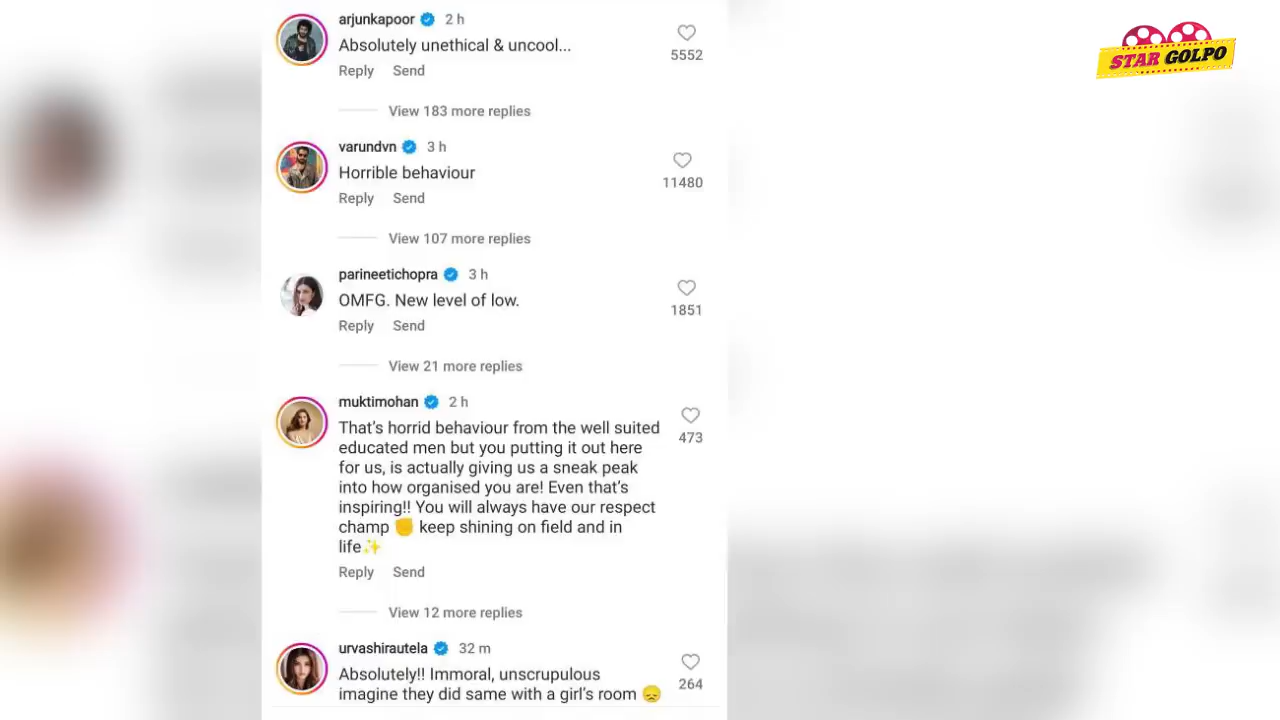 arjunkapoor 2 h
Absolutely unethical & uncool...
5552
Reply Send
View 183 more replies
varundvn 3 h
Horrible behaviour
11480
Reply Send
View 107 more replies
parineetichopra 3 h
OMFG. New level of low.
1851
Reply Send
View 21 more replies
muktimohan 2 h
That's horrid behaviour from the well suited
educated men but you putting it out here
for us, is actually giving us a sneak peak
into how organised you are! Even that's
inspiring!! You will always have our respect
champ ✊ keep shining on field and in
life✨
473
Reply Send
View 12 more replies
urvashirautela 32 m
Absolutely!! Immoral, unscrupulous
imagine they did same with a girl's room 😞
264
STAR GOLPO